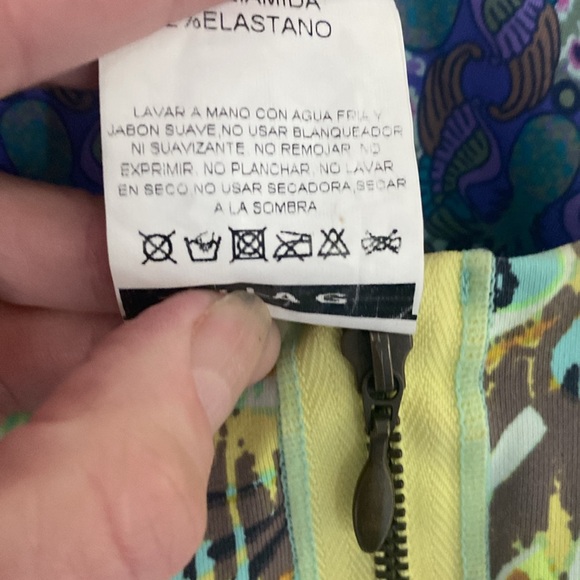 % ELASTANO
LAVAR A MANO CON AGUA FRIA Y
JABON SUAVE, NO USAR BLANQUEADOR
NI SUAVIZANTE. NO REMOJAR. NO
EXPRIMIR. NO PLANCHAR. NO LAVAR
EN SECO. NO USAR SECADORA, SECAR
A LA SOMBRA